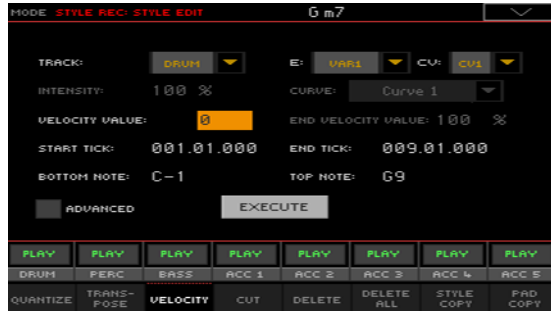 MODE STYLE REC: STYLE EDIT G m7
TRACK: DRUM E: VAR1 CV: CV1
INTENSITY: 100 % CURVE: Curve 1
VELOCITY VALUE: 0 END VELOCITY VALUE: 100 %
START TICK: 001.01.000 END TICK: 009.01.000
BOTTOM NOTE: C-1 TOP NOTE: G9
ADVANCED EXECUTE
PLAY PLAY PLAY PLAY PLAY PLAY PLAY PLAY
DRUM PERC BASS ACC 1 ACC 2 ACC 3 ACC 4 ACC 5
QUANTIZE TRANS-POSE VELOCITY CUT DELETE DELETE ALL STYLE COPY PAD COPY